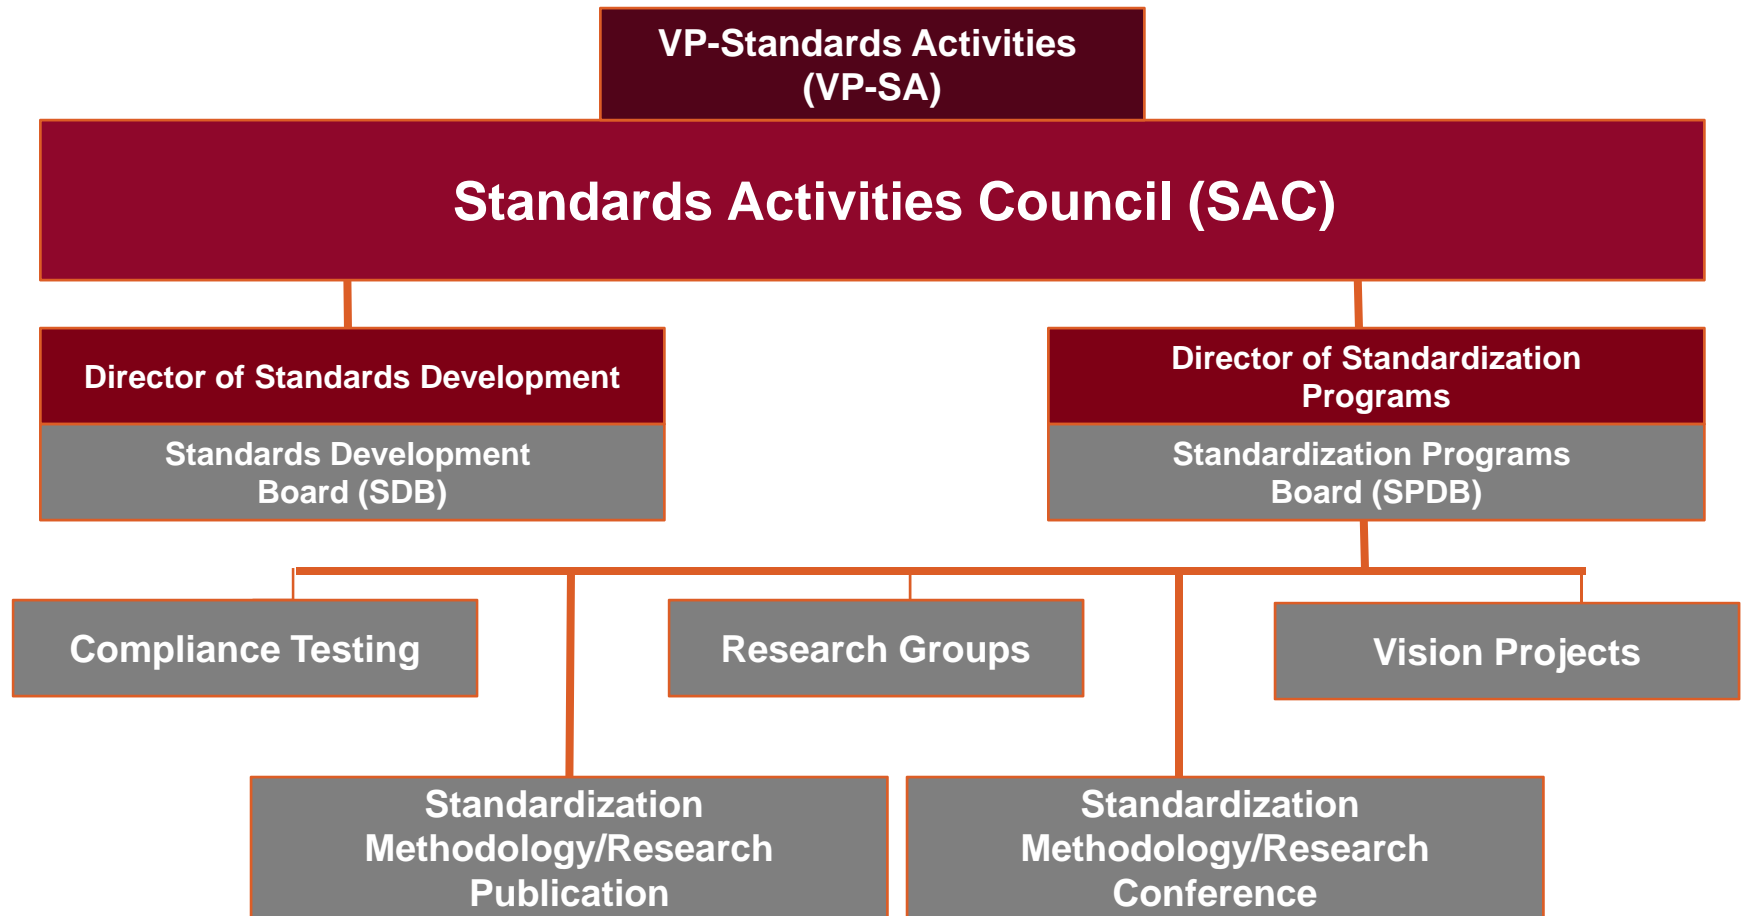 VP-Standards Activities
(VP-SA)
Standards Activities Council (SAC)
Director of Standards Development
Standards Development
Board (SDB)
Director of Standardization
Programs
Standardization Programs
Board (SPDB)
Compliance Testing
Research Groups
Vision Projects
Standardization
Methodology/Research
Publication
Standardization
Methodology/Research
Conference